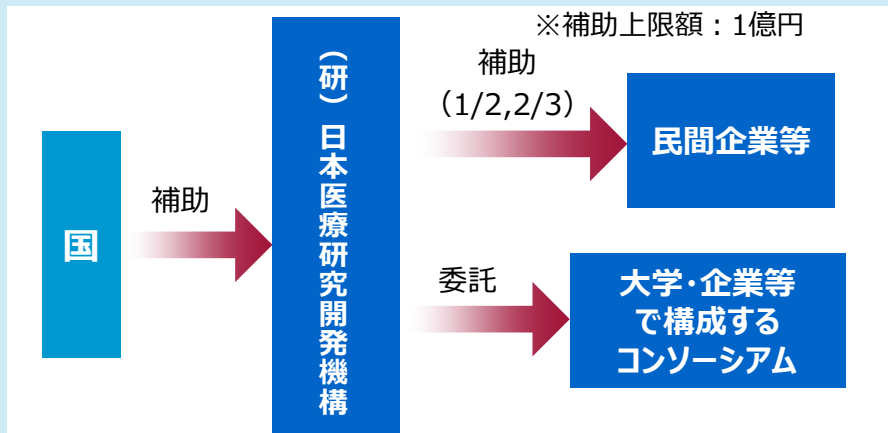 ※補助上限額：1億円
国
補助
（研）日本医療研究開発機構
補助
（1/2,2/3）
民間企業等
委託
大学・企業等
で構成する
コンソーシアム